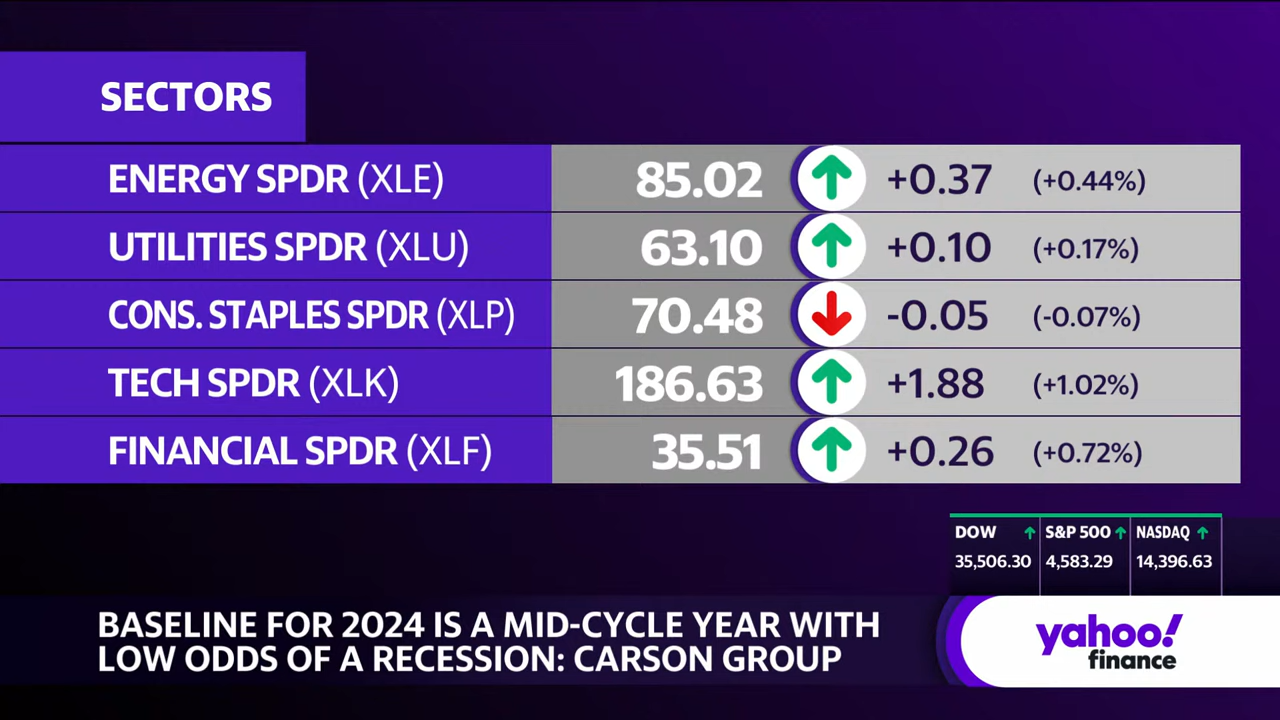 SECTORS
ENERGY SPDR (XLE) 85.02 +0.37 (+0.44%)
UTILITIES SPDR (XLU) 63.10 +0.10 (+0.17%)
CONS. STAPLES SPDR (XLP) 70.48 -0.05 (-0.07%)
TECH SPDR (XLK) 186.63 +1.88 (+1.02%)
FINANCIAL SPDR (XLF) 35.51 +0.26 (+0.72%)
DOW S&P 500 NASDAQ
35,506.30 4,583.29 14,396.63
BASELINE FOR 2024 IS A MID-CYCLE YEAR WITH
LOW ODDS OF A RECESSION: CARSON GROUP
yahoo!
finance